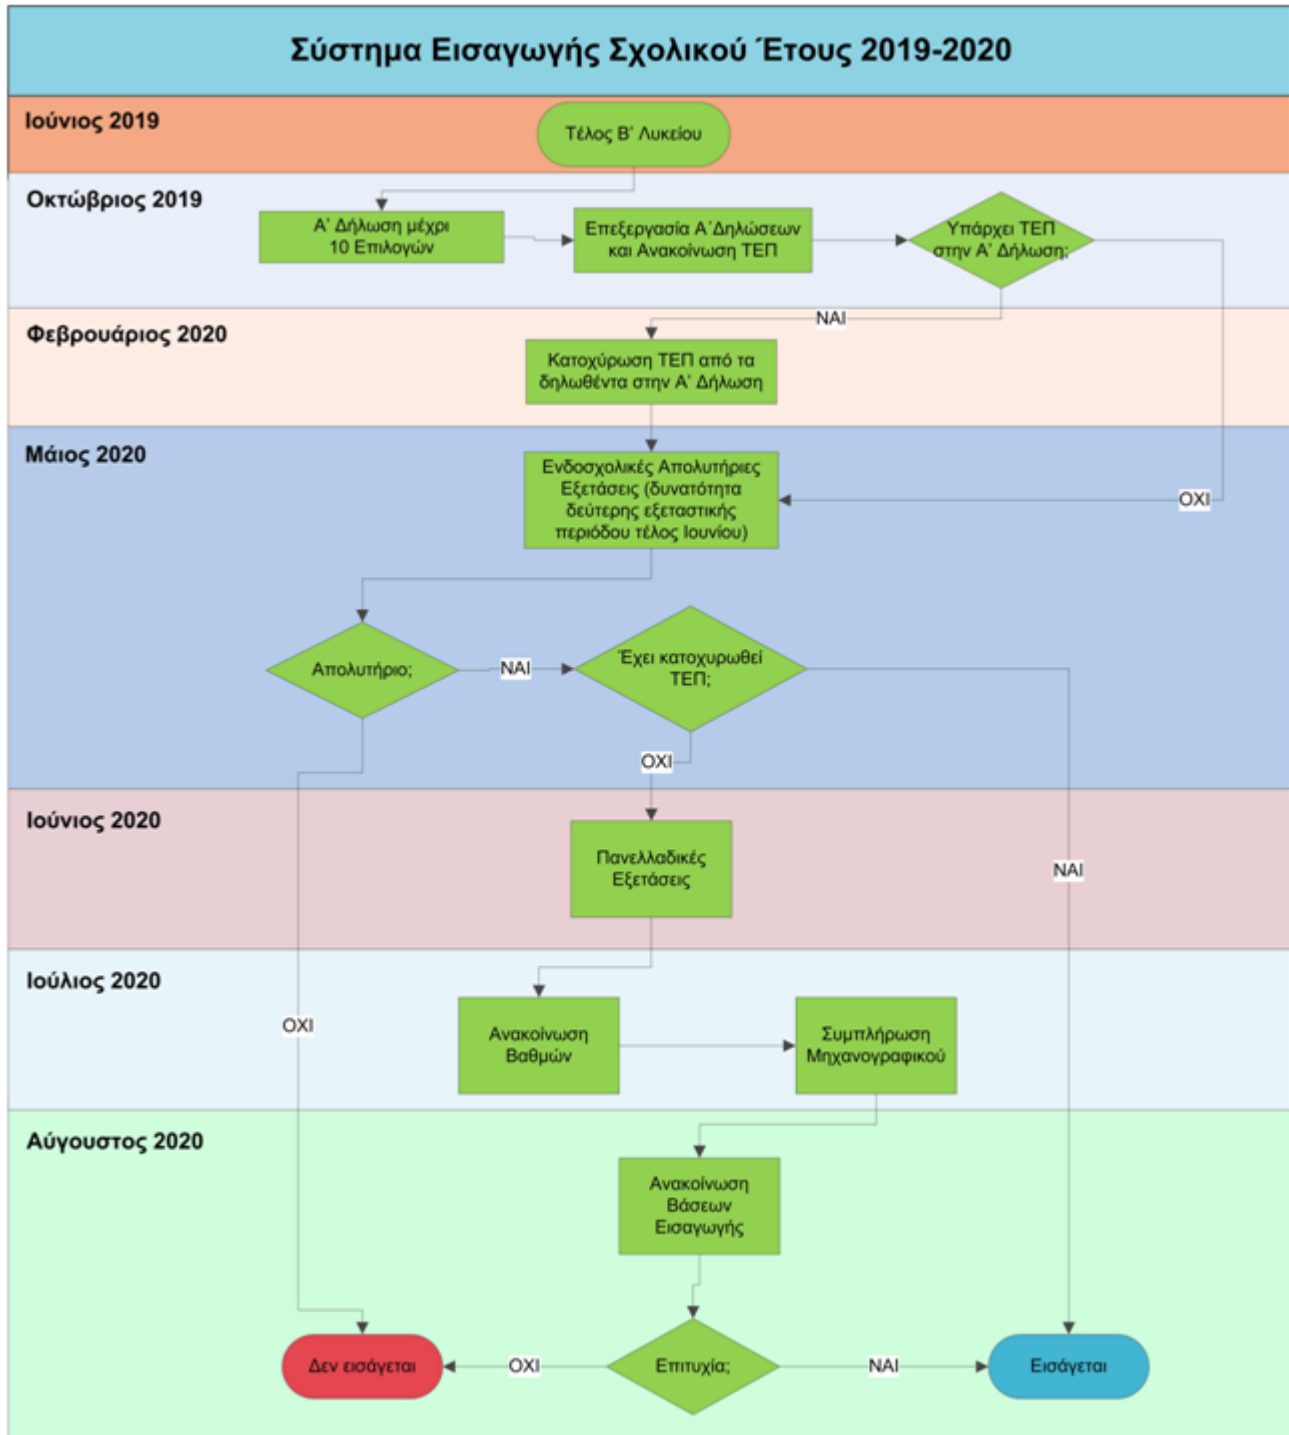 Σύστημα Εισαγωγής Σχολικού Έτους 2019-2020
Ιούνιος 2019
Τέλος Β' Λυκείου
Οκτώβριος 2019
Α' Δήλωση μέχρι
10 Επιλογών
Επεξεργασία Α΄Δηλώσεων
και Ανακοίνωση ΤΕΠ
Υπάρχει ΤΕΠ
στην Α' Δήλωση;
ΝΑΙ
Φεβρουάριος 2020
Κατοχύρωση ΤΕΠ από τα
δηλωθέντα στην Α' Δήλωση
Μάιος 2020
Ενδοσχολικές Απολυτήριες
Εξετάσεις (δυνατότητα
δεύτερης εξεταστικής
περιόδου τέλος Ιουνίου)
ΟΧΙ
Απολυτήριο;
ΝΑΙ
Έχει κατοχυρωθεί
ΤΕΠ;
ΟΧΙ
Ιούνιος 2020
Πανελλαδικές
Εξετάσεις
ΝΑΙ
Ιούλιος 2020
ΟΧΙ
Ανακοίνωση
Βαθμών
Συμπλήρωση
Μηχανογραφικού
Αύγουστος 2020
Ανακοίνωση
Βάσεων
Εισαγωγής
Δεν εισάγεται
ΟΧΙ
Επιτυχία;
ΝΑΙ
Εισάγεται